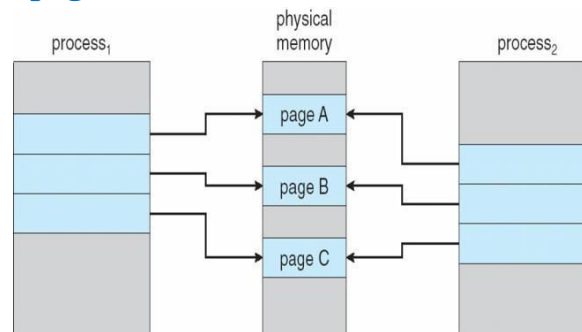 physical
memory
process₁
process₂
page A
page B
page C